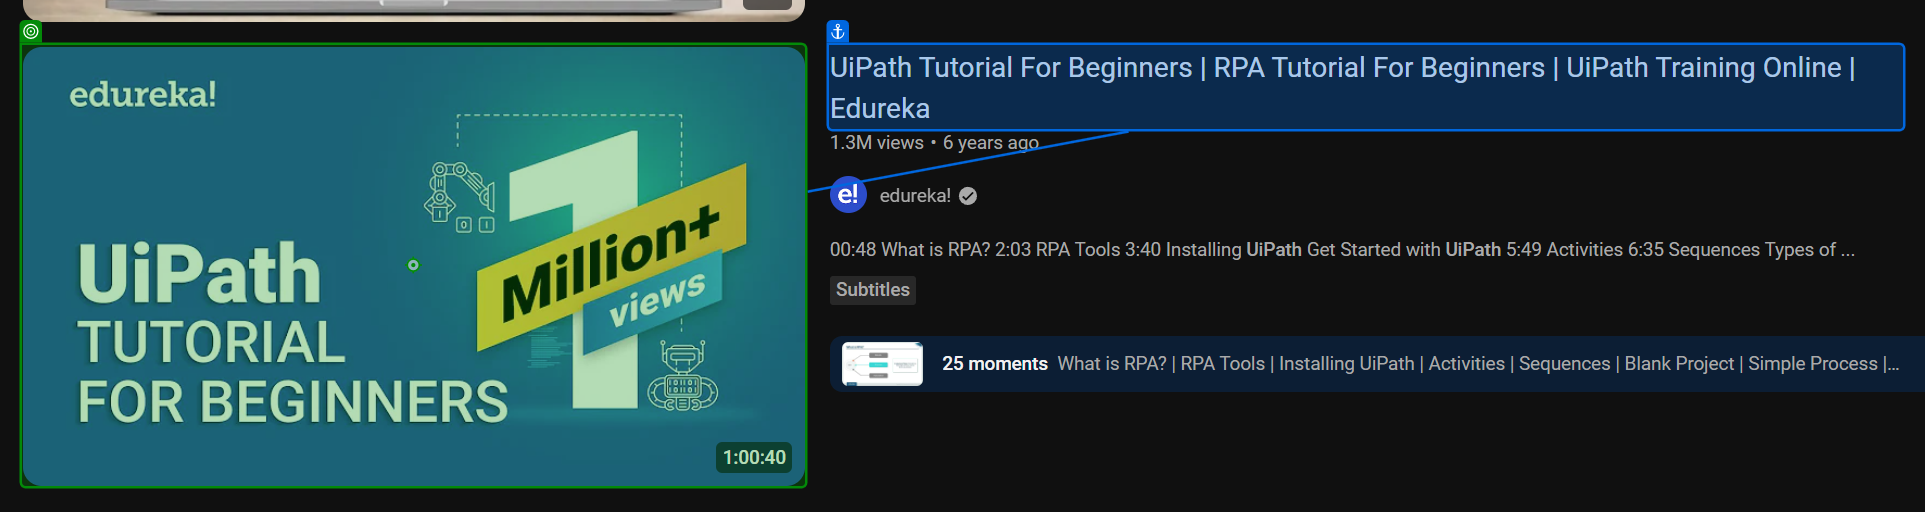 edureka!
UiPath
TUTORIAL
FOR BEGINNERS
1
Million+
views
0 1
1:00:40
UiPath Tutorial For Beginners | RPA Tutorial For Beginners | UiPath Training Online |
Edureka
1.3M views • 6 years ago
e! edureka!
00:48 What is RPA? 2:03 RPA Tools 3:40 Installing UiPath Get Started with UiPath 5:49 Activities 6:35 Sequences Types of ...
Subtitles
25 moments What is RPA? | RPA Tools | Installing UiPath | Activities | Sequences | Blank Project | Simple Process |...